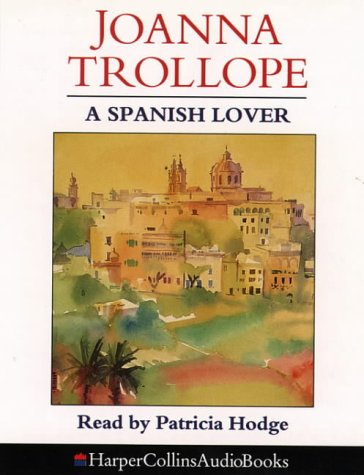 JOANNA
TROLLOPE
A SPANISH LOVER
Read by Patricia Hodge
HarperCollinsAudioBooks